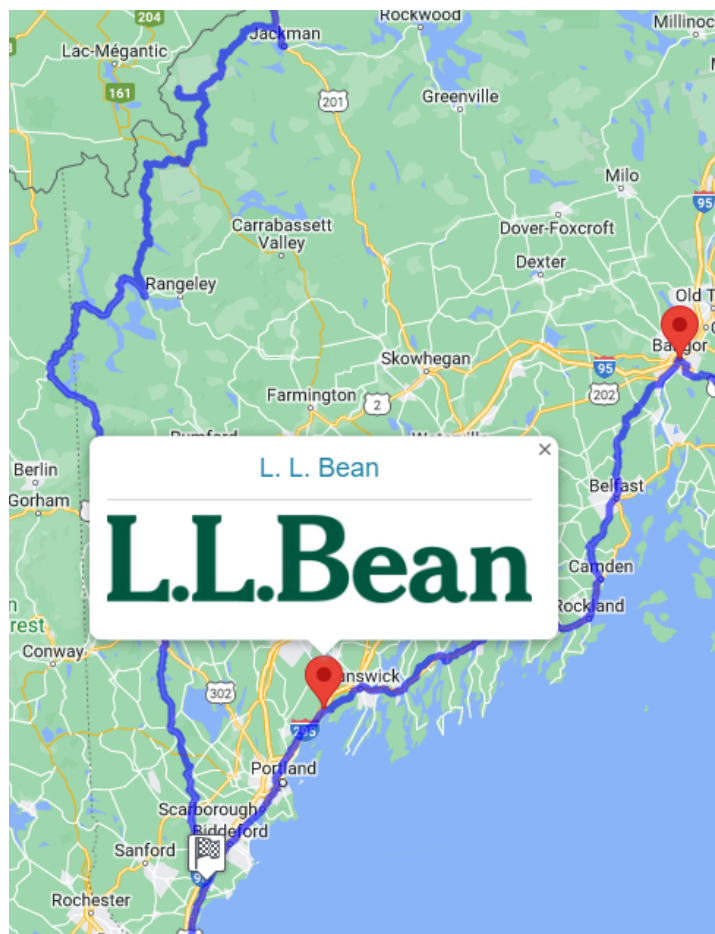 204
Rockwood
Millinoc
Jackman
Lac-Mégantic
161
201
Greenville
Milo
95
Carrabassett
Valley
Dover-Foxcroft
Dexter
Rangeley
Old T
Skowhegan
95
202
Farmington
2
L. L. Bean
L.L.Bean
Berlin
Gorham
Belfast
Camden
Rockland
rest
Conway
unswick
302
295
Portland
Scarborough
Biddeford
Sanford
Rochester